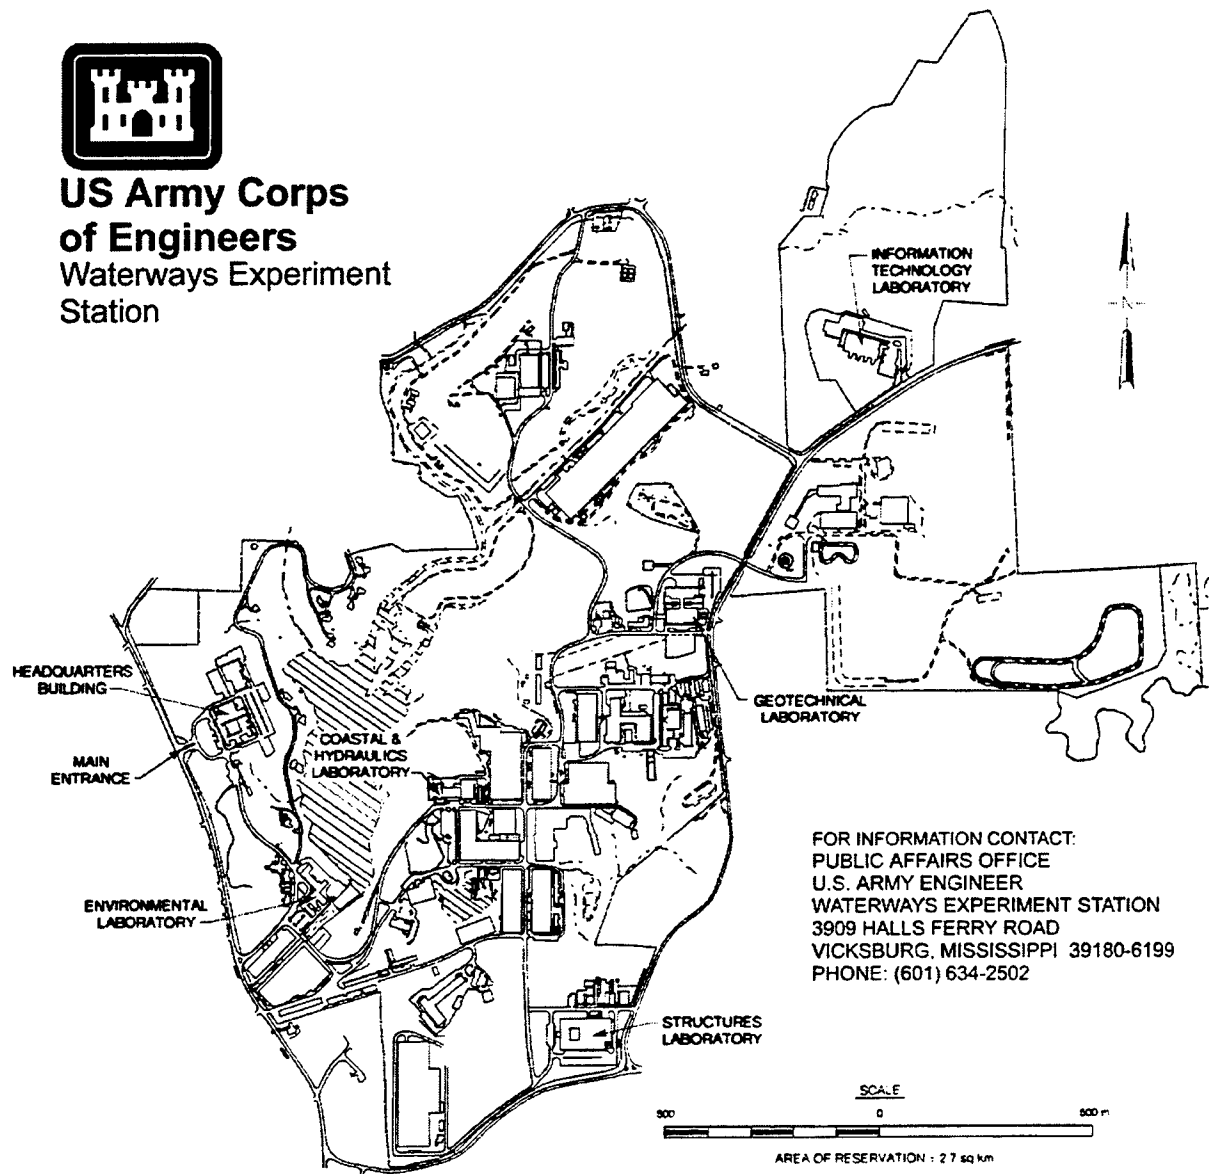 US Army Corps
of Engineers
Waterways Experiment
Station
INFORMATION
TECHNOLOGY
LABORATORY
N
HEADQUARTERS
BUILDING
MAIN
ENTRANCE
COASTAL &
HYDRAULICS
LABORATORY
GEOTECHNICAL
LABORATORY
ENVIRONMENTAL
LABORATORY
STRUCTURES
LABORATORY
FOR INFORMATION CONTACT:
PUBLIC AFFAIRS OFFICE
U.S. ARMY ENGINEER
WATERWAYS EXPERIMENT STATION
3909 HALLS FERRY ROAD
VICKSBURG, MISSISSIPPI 39180-6199
PHONE: (601) 634-2502
SCALE
500 0 500 m
AREA OF RESERVATION : 2.7 sq km